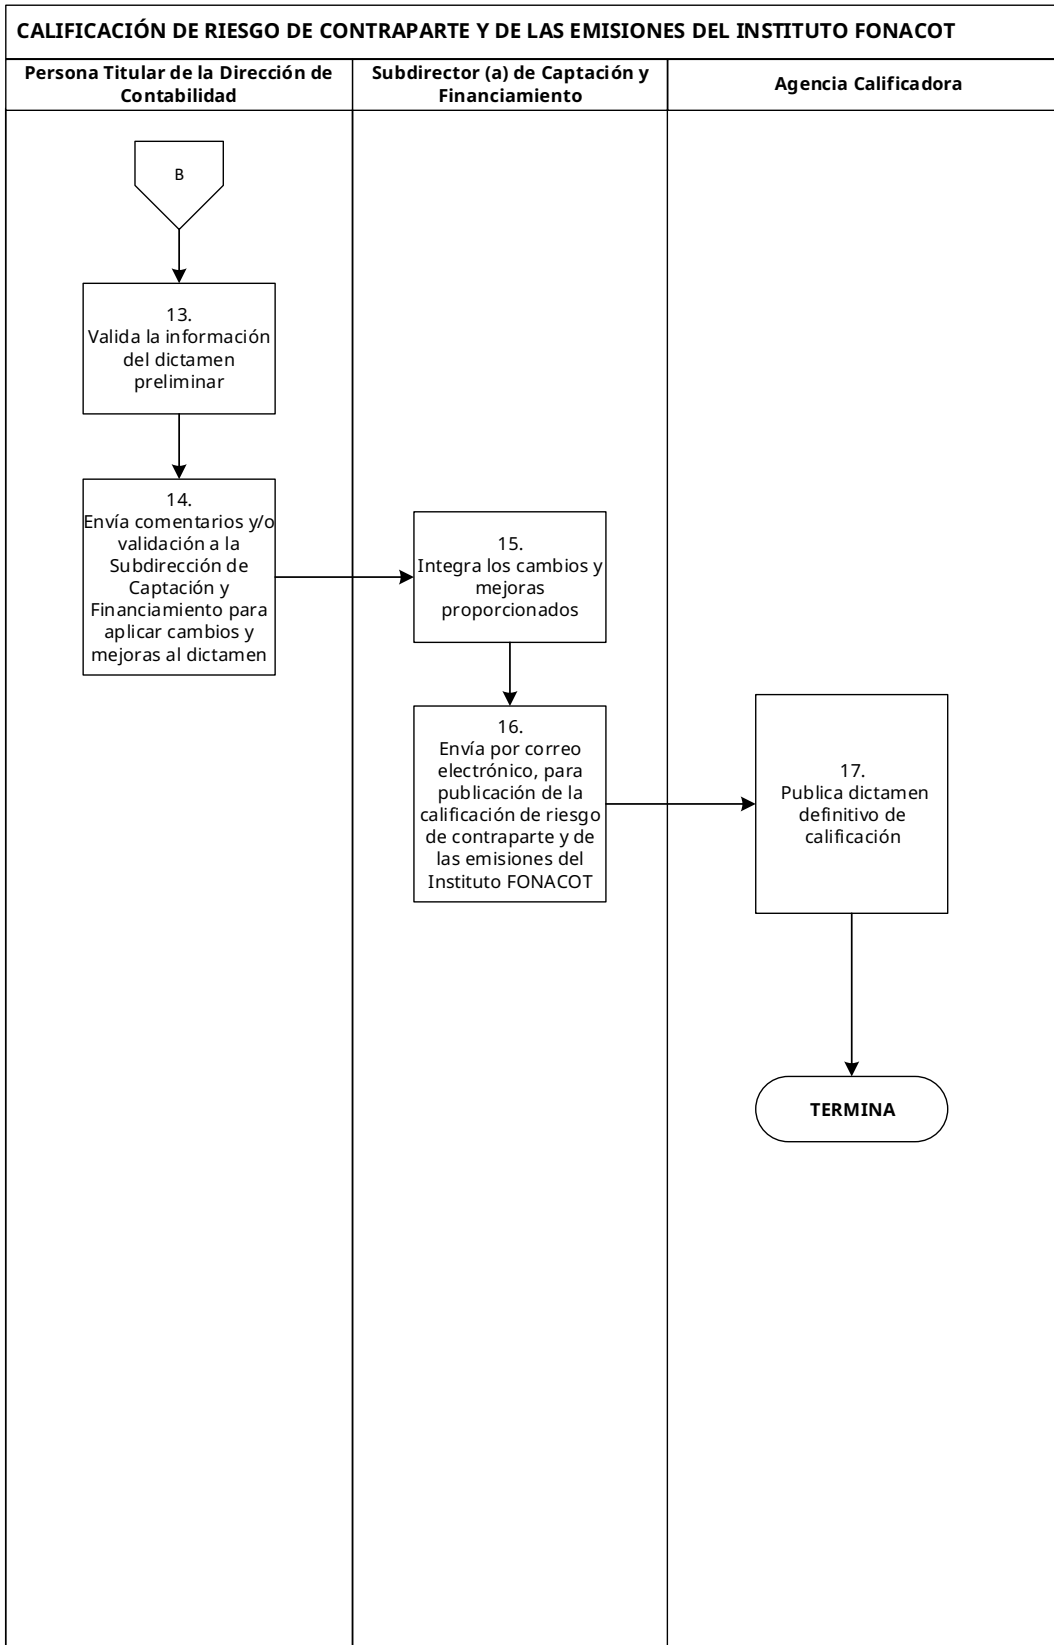 CALIFICACIÓN DE RIESGO DE CONTRAPARTE Y DE LAS EMISIONES DEL INSTITUTO FONACOT
Persona Titular de la Dirección de
Contabilidad
Subdirector (a) de Captación y
Financiamiento
Agencia Calificadora
B
13.
Valida la información
del dictamen
preliminar
14.
Envía comentarios y/o
validación a la
Subdirección de
Captación y
Financiamiento para
aplicar cambios y
mejoras al dictamen
15.
Integra los cambios y
mejoras
proporcionados
16.
Envía por correo
electrónico, para
publicación de la
calificación de riesgo
de contraparte y de
las emisiones del
Instituto FONACOT
17.
Publica dictamen
definitivo de
calificación
TERMINA